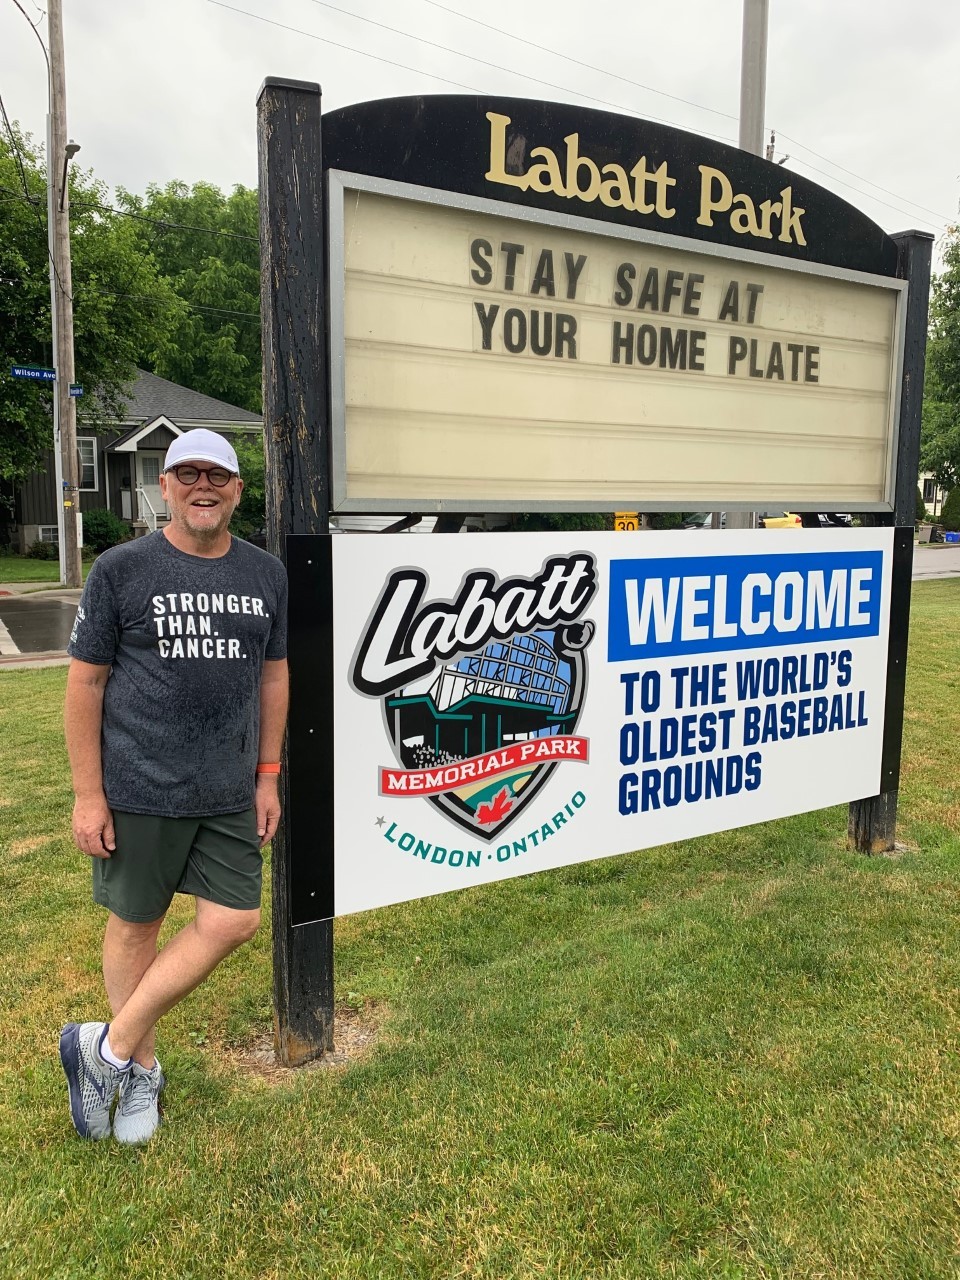 Labatt Park
STAY SAFE AT
YOUR HOME PLATE
Wilson Ave
STRONGER.
THAN.
CANCER.
Labatt
MEMORIAL PARK
LONDON · ONTARIO
WELCOME
TO THE WORLD'S
OLDEST BASEBALL
GROUNDS
30